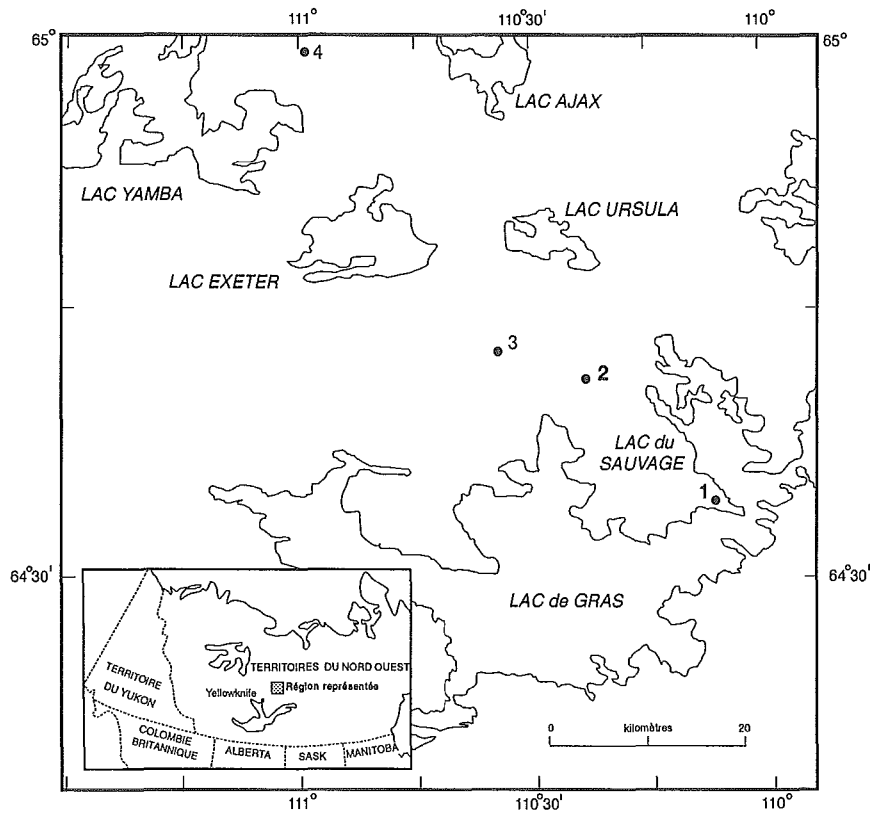 111°
110°30'
110°
65°
65°
4
LAC AJAX
LAC YAMBA
LAC URSULA
LAC EXETER
3
2
LAC du
SAUVAGE
1
64°30'
64°30'
LAC de GRAS
TERRITOIRES DU NORD OUEST
TERRITOIRE
DU YUKON
Yellowknife
Région représentée
COLOMBIE
BRITANNIQUE
ALBERTA
SASK
MANITOBA
0
kilomètres
20
111°
110°30'
110°